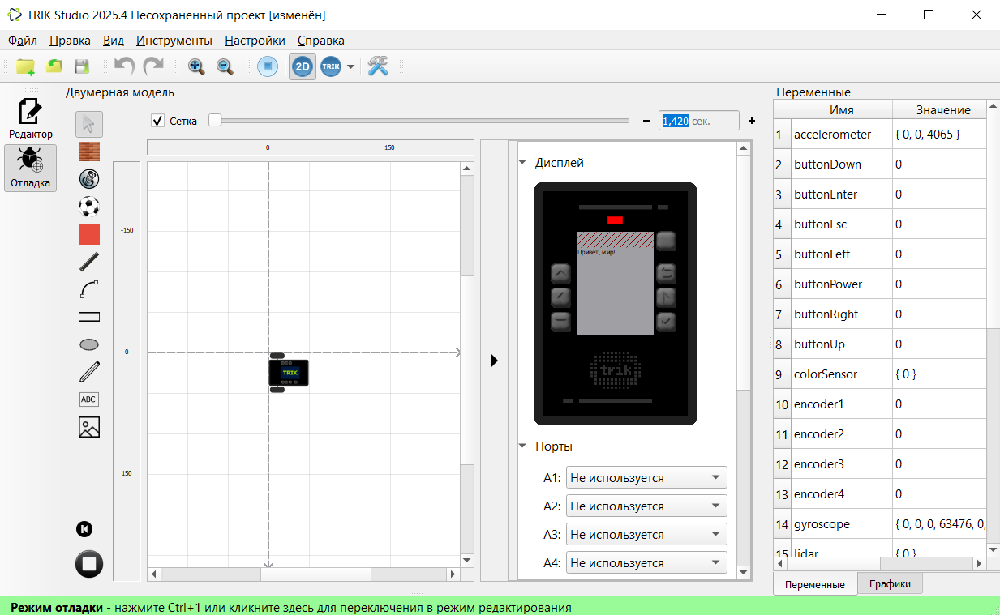 TRIK Studio 2025.4 Несохраненный проект [изменён]
Файл Правка Вид Инструменты Настройки Справка
2D TRIK
Двумерная модель
Переменные
Редактор
Отладка
Сетка
1,420 сек.
0 150
-150
0
150
TRIK
ABC
Дисплей
Привет, мир!
trik
Порты
A1: Не используется
A2: Не используется
A3: Не используется
A4: Не используется
Имя Значение
1 accelerometer { 0, 0, 4065 }
2 buttonDown 0
3 buttonEnter 0
4 buttonEsc 0
5 buttonLeft 0
6 buttonPower 0
7 buttonRight 0
8 buttonUp 0
9 colorSensor { 0 }
10 encoder1 0
11 encoder2 0
12 encoder3 0
13 encoder4 0
14 gyroscope { 0, 0, 0, 63476, 0,
15 lidar { 0 }
Переменные Графики
Режим отладки - нажмите Ctrl+1 или кликните здесь для переключения в режим редактирования